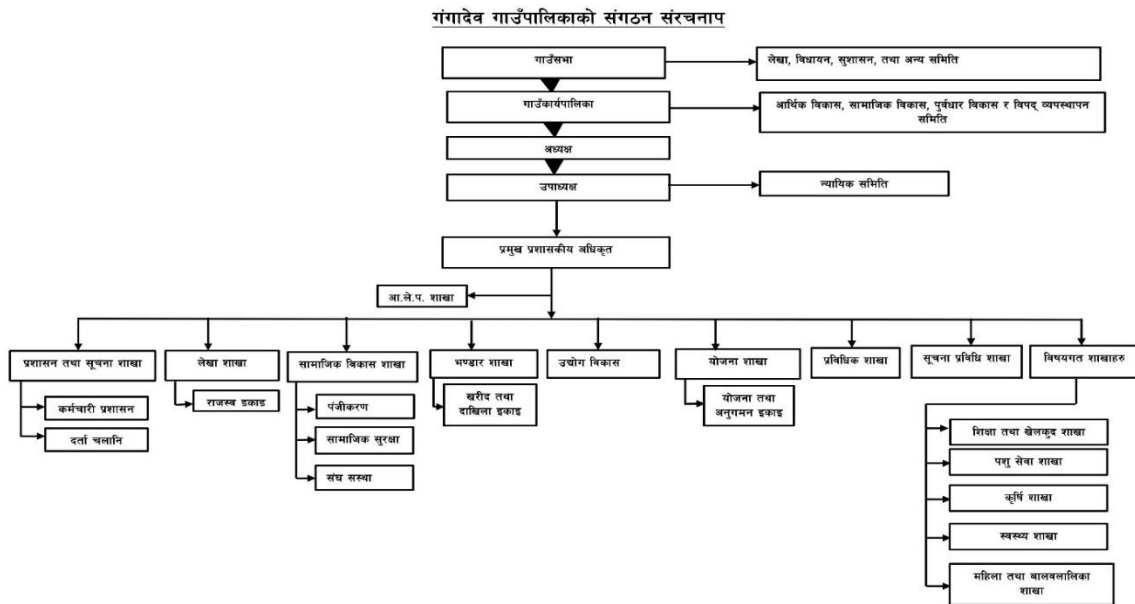 गंगादेव गाउँपालिकाको संगठन संरचनाप
गाउँसभा
लेखा, विधायन, सुशासन, तथा अन्य समिति
गाउँकार्यपालिका
आर्थिक विकास, सामाजिक विकास, पुर्वधार विकास र विपद् व्यपस्थापन
समिति
अध्यक्ष
उपाध्यक्ष
न्यायिक समिति
प्रमुख प्रशासकीय अधिकृत
आ.ले.प. शाखा
प्रशासन तथा सूचना शाखा
लेखा शाखा
सामाजिक विकास शाखा
भण्डार शाखा
उद्योग विकास
योजना शाखा
प्रविधिक शाखा
सूचना प्रविधि शाखा
विषयगत शाखाहरु
कर्मचारी प्रशासन
दर्ता चलानि
राजस्व इकाइ
पंजीकरण
सामाजिक सुरक्षा
संघ सस्था
खरीद तथा
दाखिला इकाइ
योजना तथा
अनुगमन इकाइ
शिक्षा तथा खेलकुद शाखा
पशु सेवा शाखा
कृर्षि शाखा
स्वस्थ्य शाखा
महिला तथा वालवलालिका
शाखा